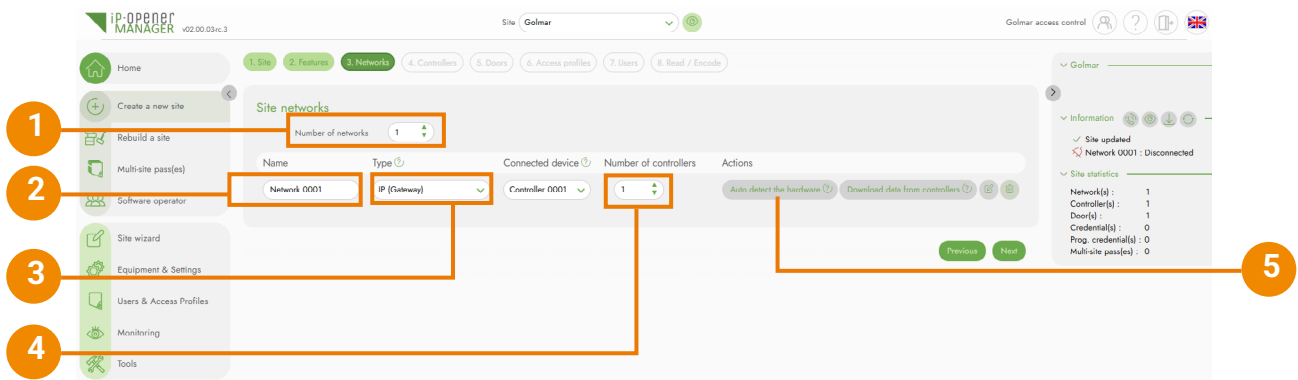 iP·OPENER
MANAGER v02.00.03-rc.3
Site Golmar
Golmar access control
?
Home
1. Site 2. Features 3. Networks 4. Controllers 5. Doors 6. Access profiles 7. Users 8. Read / Encode
Golmar
Create a new site
Site networks
Information
1
Number of networks 1
Rebuild a site
Site updated
Network 0001 : Disconnected
Name Type ? Connected device ? Number of controllers Actions
Multi-site pass(es)
Site statistics
2
Network 0001 IP (Gateway) Controller 0001 1 Auto detect the hardware ? Download data from controllers ?
Software operator
Network(s) : 1
Controller(s) : 1
Door(s) : 1
Credential(s) : 0
Prog. credential(s) : 0
Multi-site pass(es) : 0
Site wizard
Previous Next
3
Equipment & Settings
5
Users & Access Profiles
Monitoring
4
Tools